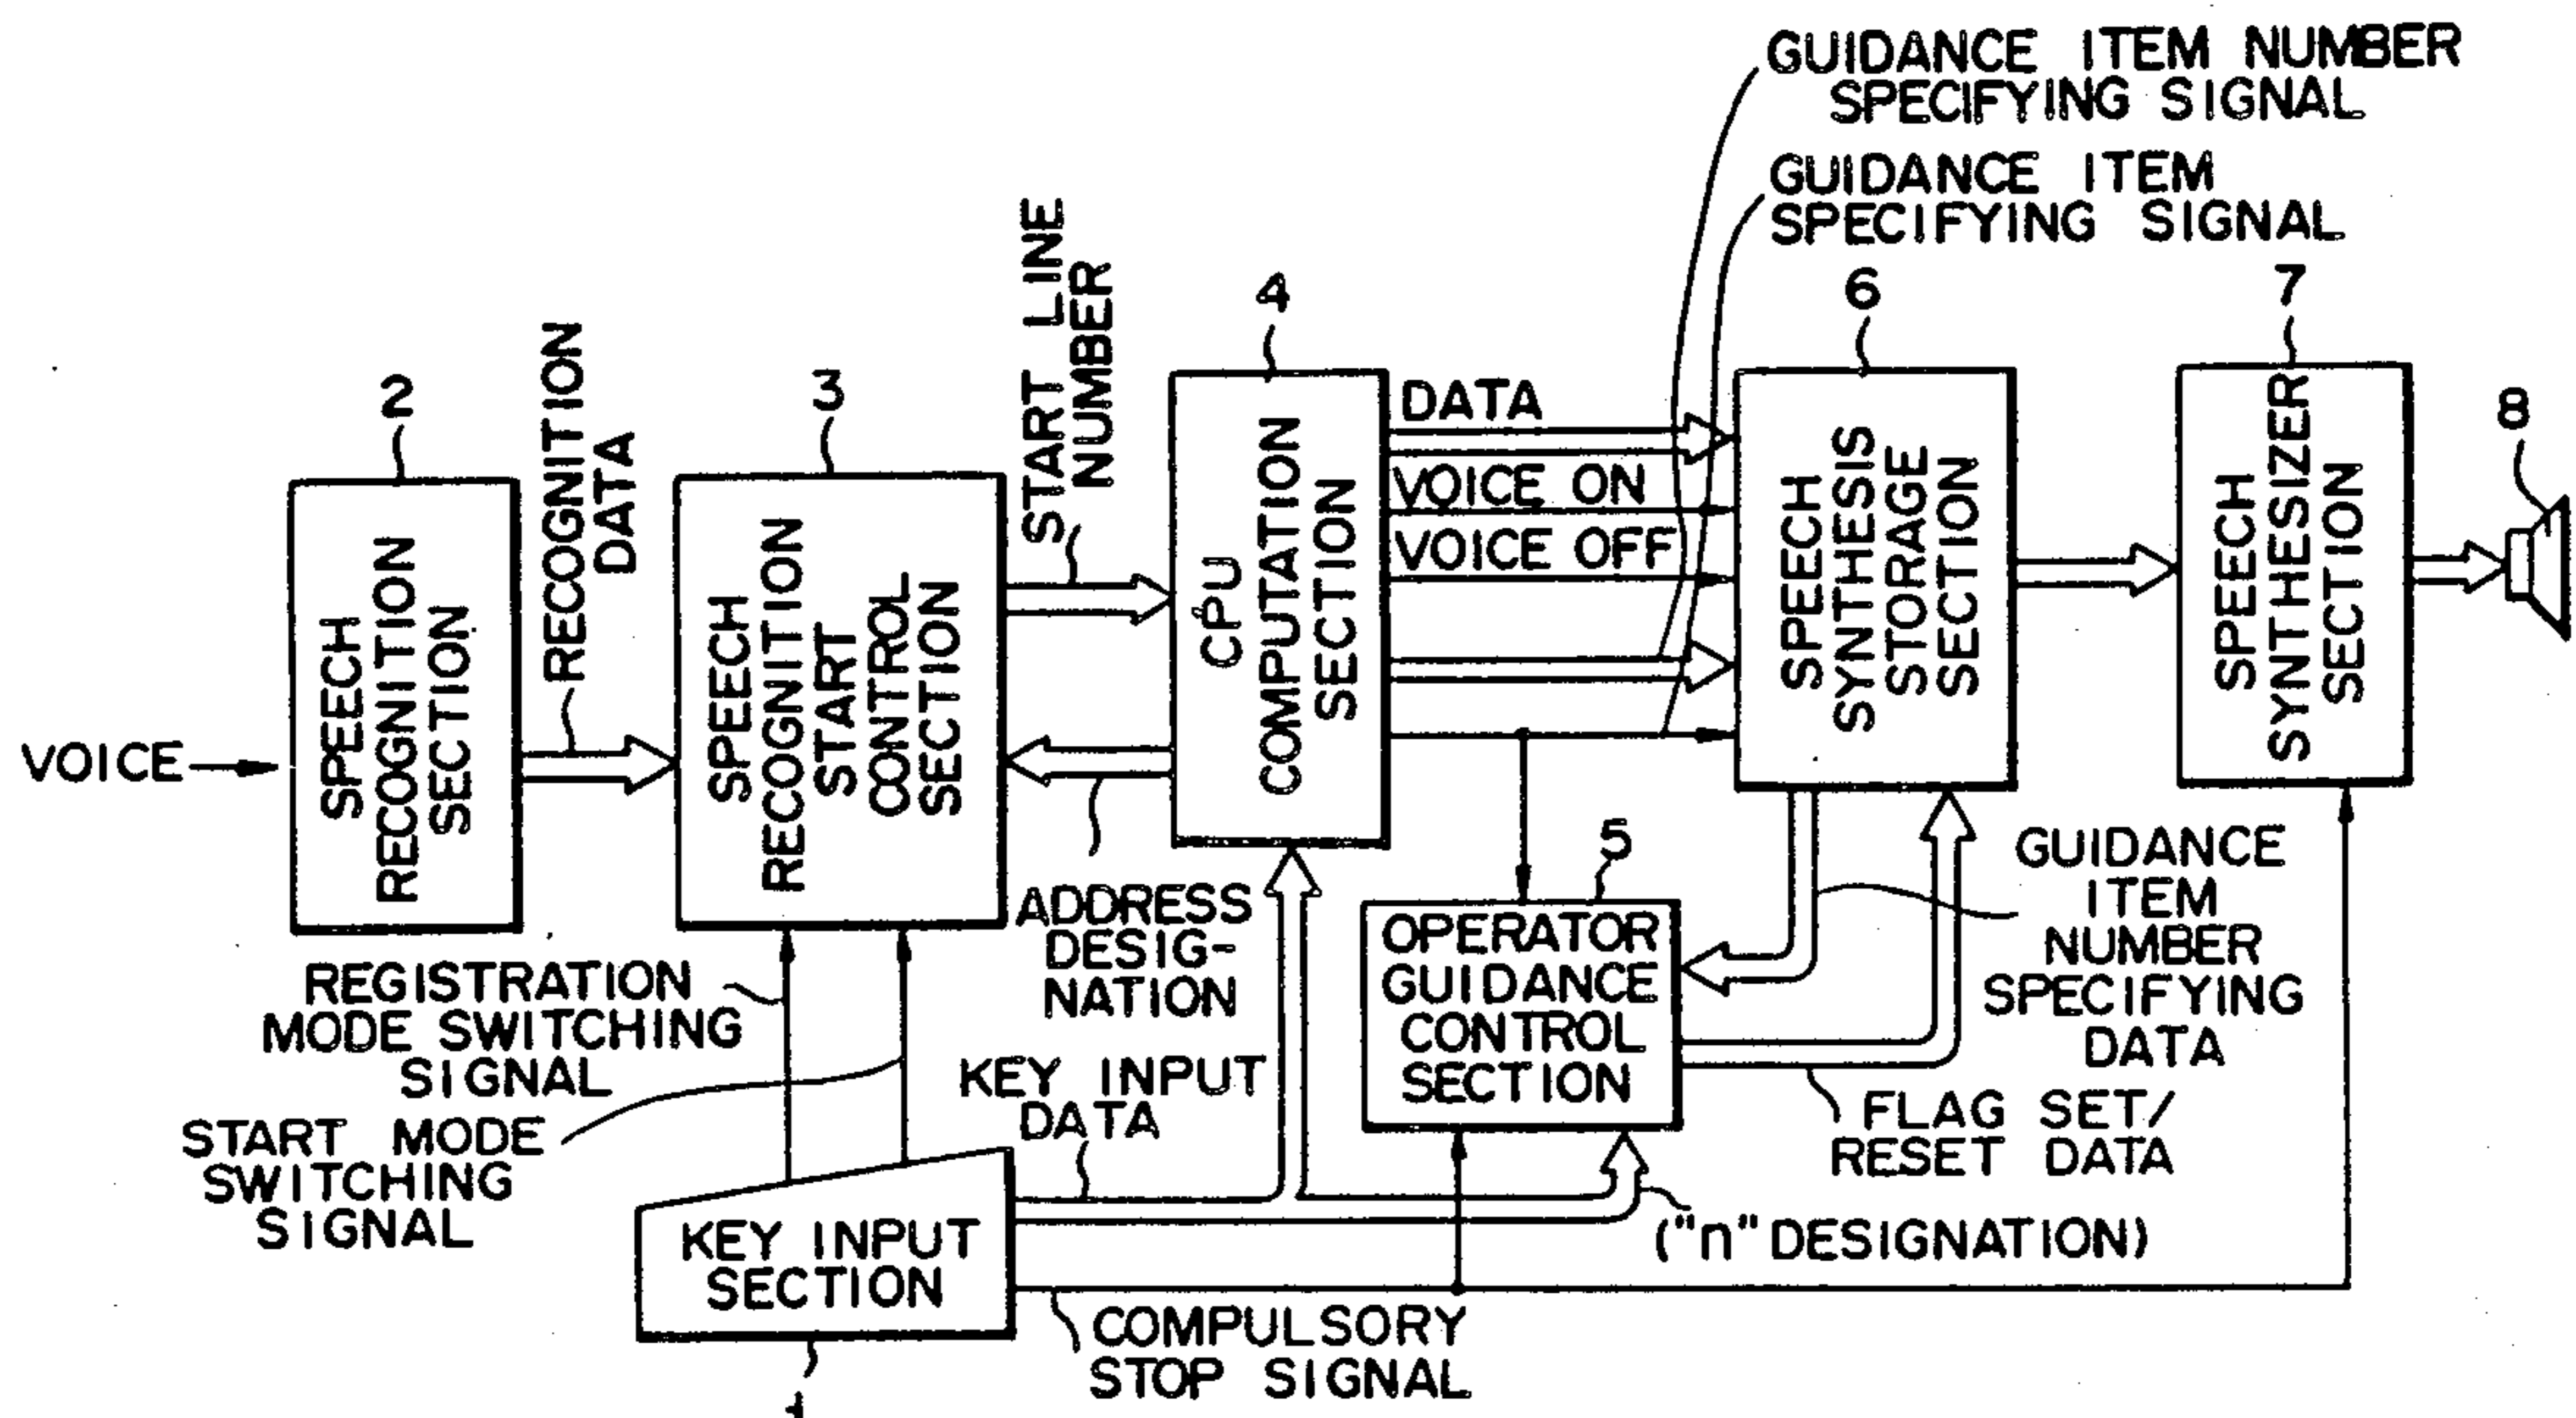 GUIDANCE ITEM NUMBER
SPECIFYING SIGNAL
GUIDANCE ITEM
SPECIFYING SIGNAL
VOICE
2
SPEECH
RECOGNITION
SECTION
RECOGNITION
DATA
3
SPEECH
RECOGNITION
START
CONTROL
SECTION
START LINE
NUMBER
ADDRESS
DESIG-
NATION
4
CPU
COMPUTATION
SECTION
DATA
VOICE ON
VOICE OFF
6
SPEECH
SYNTHESIS
STORAGE
SECTION
7
SPEECH
SYNTHESIZER
SECTION
8
5
OPERATOR
GUIDANCE
CONTROL
SECTION
GUIDANCE
ITEM
NUMBER
SPECIFYING
DATA
FLAG SET/
RESET DATA
REGISTRATION
MODE SWITCHING
SIGNAL
START MODE
SWITCHING
SIGNAL
KEY INPUT
DATA
KEY INPUT
SECTION
1
("n" DESIGNATION)
COMPULSORY
STOP SIGNAL